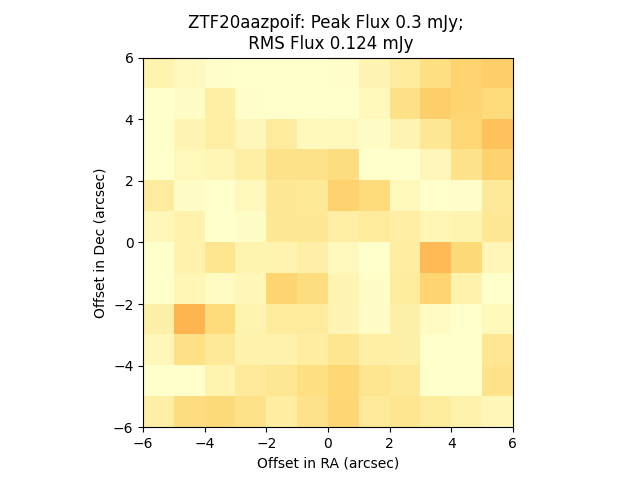 ZTF20aazpoif: Peak Flux 0.3 mJy;
RMS Flux 0.124 mJy
6
4
2
0
−2
−4
−6
Offset in Dec (arcsec)
−6 −4 −2 0 2 4 6
Offset in RA (arcsec)